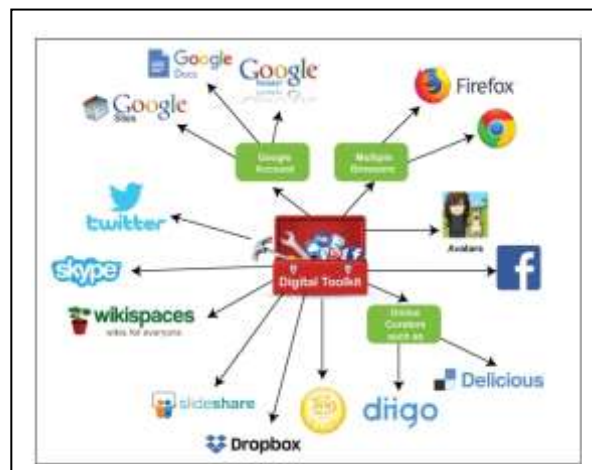 Google
Docs
Google
Google
Sites
Firefox
Google
Account
Multiple
Browsers
twitter
Avatars
skype
Digital Toolkit
wikispaces
wikis for everyone
Online
Curators
such as
Delicious
slideshare
diigo
Dropbox